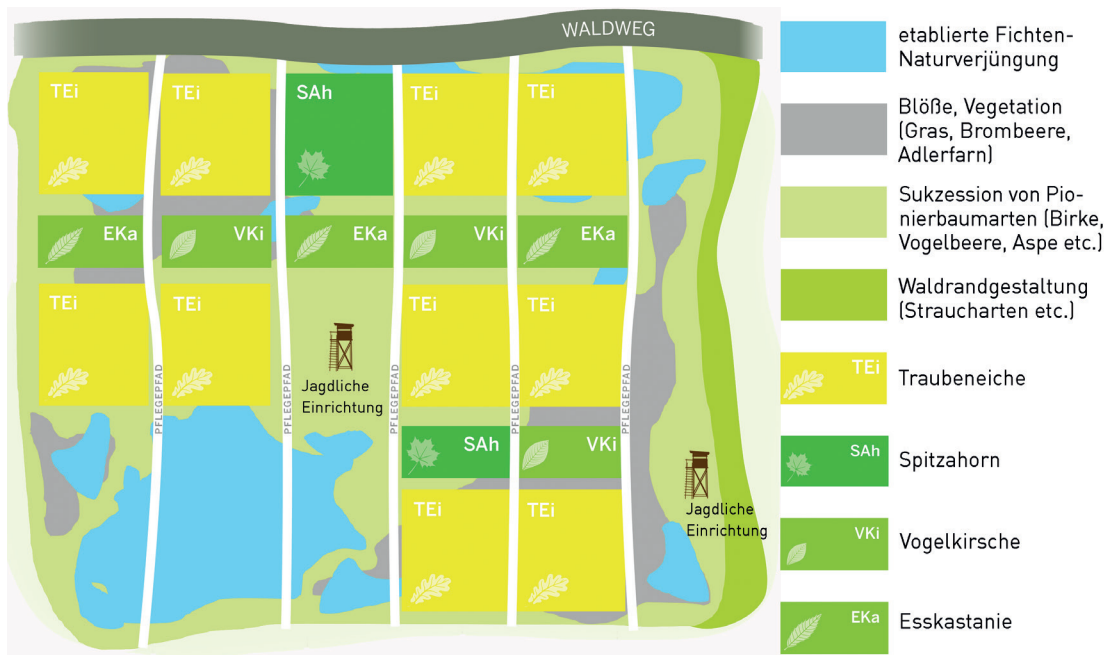 WALDWEG
TEi
TEi
SAh
TEi
TEi
EKa
VKi
EKa
VKi
EKa
TEi
TEi
TEi
TEi
Jagdliche
Einrichtung
PFLEGEPFAD
PFLEGEPFAD
PFLEGEPFAD
PFLEGEPFAD
PFLEGEPFAD
SAh
VKi
TEi
TEi
Jagdliche
Einrichtung
etablierte Fichten-
Naturverjüngung
Blöße, Vegetation
(Gras, Brombeere,
Adlerfarn)
Sukzession von Pio-
nierbaumarten (Birke,
Vogelbeere, Aspe etc.)
Waldrandgestaltung
(Straucharten etc.)
TEi
Traubeneiche
SAh
Spitzahorn
VKi
Vogelkirsche
EKa
Esskastanie